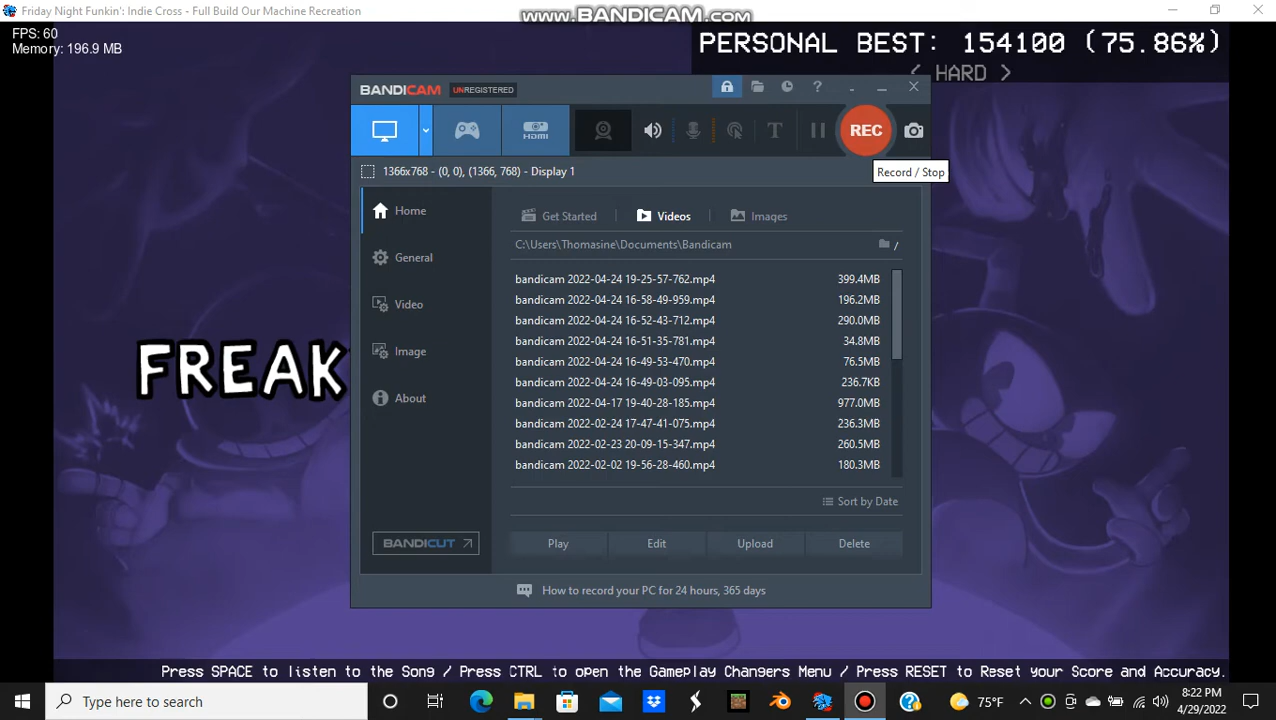 Friday Night Funkin': Indie Cross - Full Build Our Machine Recreation
www.BANDICAM.com
FPS: 60
Memory: 196.9 MB
PERSONAL BEST: 154100 (75.86%)
< HARD >
BANDICAM UNREGISTERED
?
HDMI
T
REC
Record / Stop
1366x768 - (0, 0), (1366, 768) - Display 1
Home
General
Video
Image
About
Get Started
Videos
Images
C:\Users\Thomasine\Documents\Bandicam
/
bandicam 2022-04-24 19-25-57-762.mp4 399.4MB
bandicam 2022-04-24 16-58-49-959.mp4 196.2MB
bandicam 2022-04-24 16-52-43-712.mp4 290.0MB
bandicam 2022-04-24 16-51-35-781.mp4 34.8MB
bandicam 2022-04-24 16-49-53-470.mp4 76.5MB
bandicam 2022-04-24 16-49-03-095.mp4 236.7KB
bandicam 2022-04-17 19-40-28-185.mp4 977.0MB
bandicam 2022-02-24 17-47-41-075.mp4 236.3MB
bandicam 2022-02-23 20-09-15-347.mp4 260.5MB
bandicam 2022-02-02 19-56-28-460.mp4 180.3MB
Sort by Date
BANDICUT
Play Edit Upload Delete
How to record your PC for 24 hours, 365 days
FREAK
Press SPACE to listen to the Song / Press CTRL to open the Gameplay Changers Menu / Press RESET to Reset your Score and Accuracy.
Type here to search
75°F
8:22 PM
4/29/2022